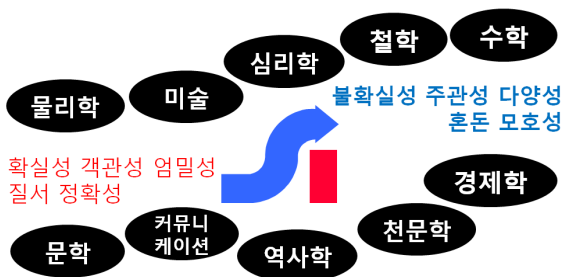 물리학
미술
심리학
철학
수학
불확실성 주관성 다양성
혼돈 모호성
확실성 객관성 엄밀성
질서 정확성
문학
커뮤니
케이션
역사학
천문학
경제학